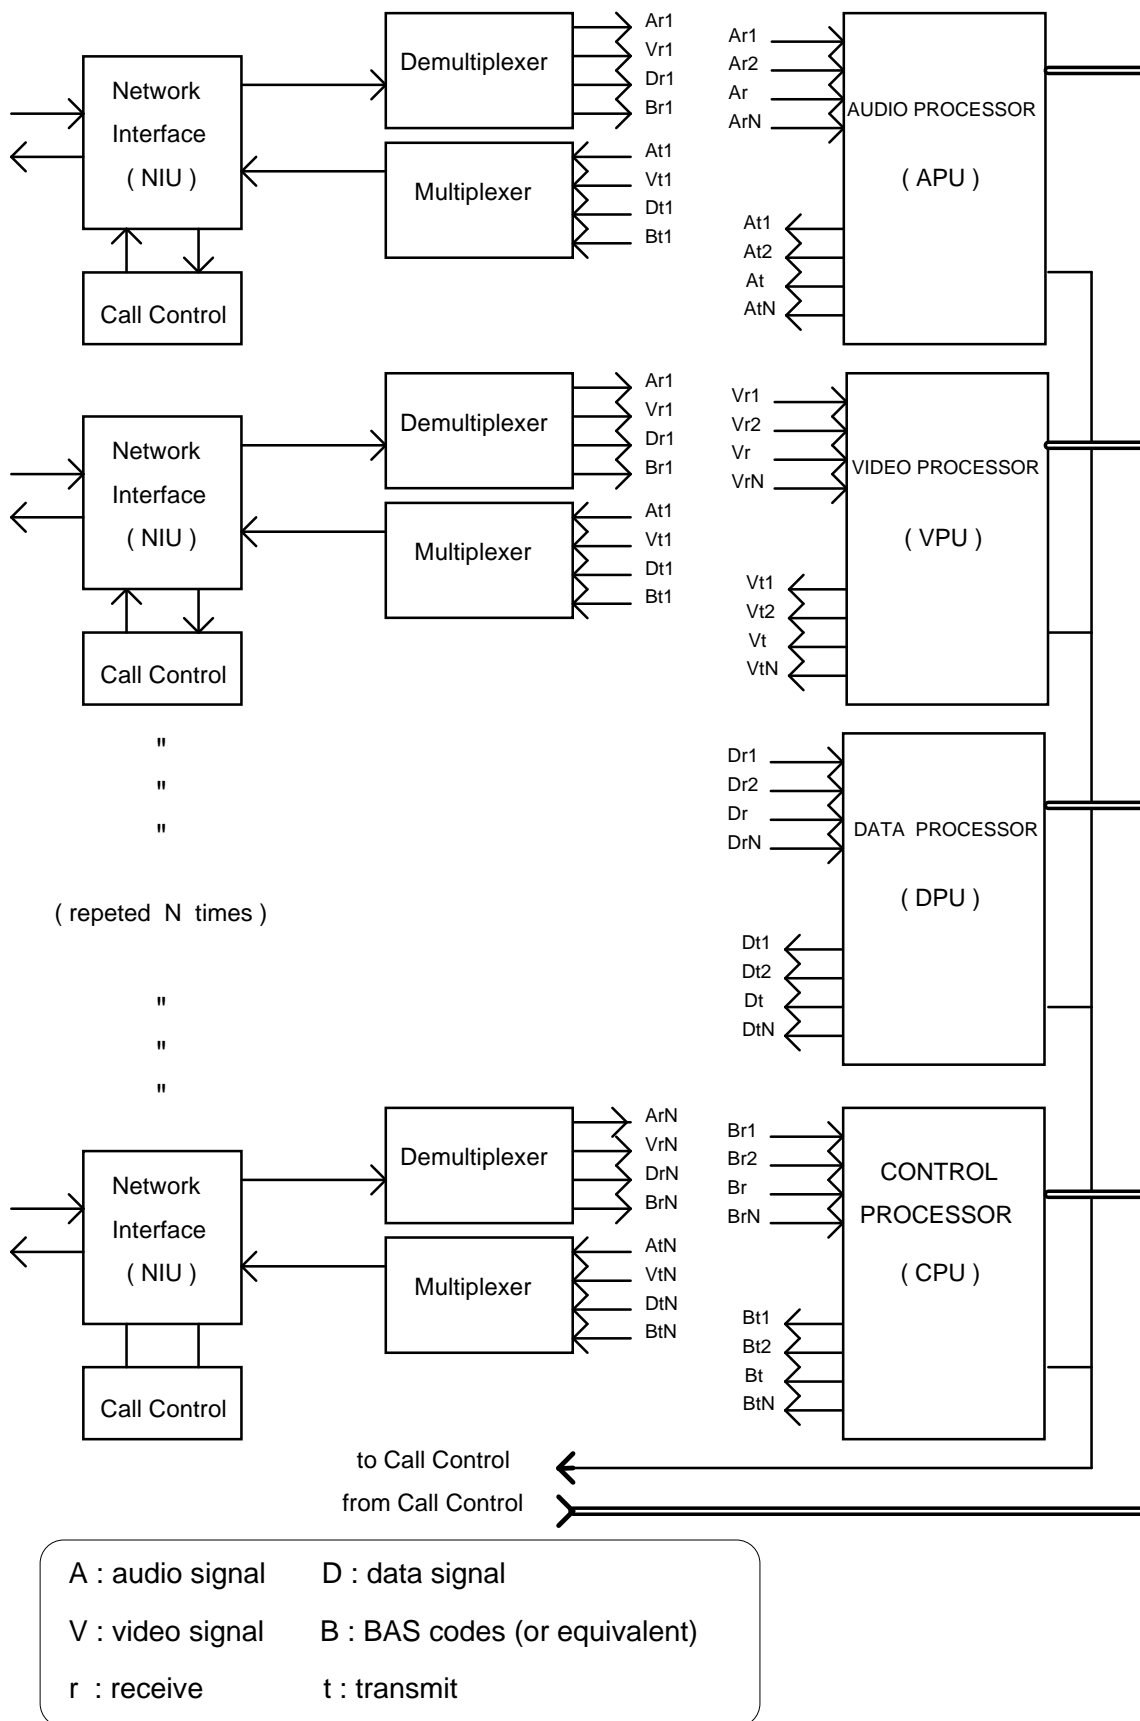 Network
Interface
( NIU )
Call Control
Demultiplexer
Ar1
Vr1
Dr1
Br1
Multiplexer
At1
Vt1
Dt1
Bt1
Ar1
Ar2
Ar
ArN
AUDIO PROCESSOR
( APU )
At1
At2
At
AtN
Network
Interface
( NIU )
Call Control
Demultiplexer
Ar1
Vr1
Dr1
Br1
Multiplexer
At1
Vt1
Dt1
Bt1
Vr1
Vr2
Vr
VrN
VIDEO PROCESSOR
( VPU )
Vt1
Vt2
Vt
VtN
"
"
"
( repeted N times )
"
"
"
Dr1
Dr2
Dr
DrN
DATA PROCESSOR
( DPU )
Dt1
Dt2
Dt
DtN
Network
Interface
( NIU )
Call Control
Demultiplexer
ArN
VrN
DrN
BrN
Multiplexer
AtN
VtN
DtN
BtN
Br1
Br2
Br
BrN
CONTROL
PROCESSOR
( CPU )
Bt1
Bt2
Bt
BtN
to Call Control
from Call Control
A : audio signal D : data signal
V : video signal B : BAS codes (or equivalent)
r : receive t : transmit